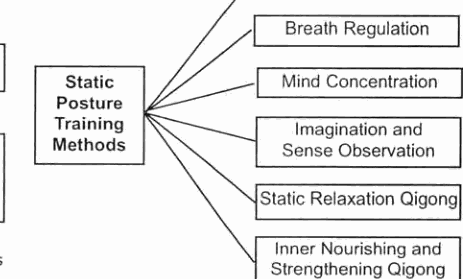 Breath Regulation
Mind Concentration
Static
Posture
Training
Methods
Imagination and
Sense Observation
Static Relaxation Qigong
Inner Nourishing and
Strengthening Qigong
s